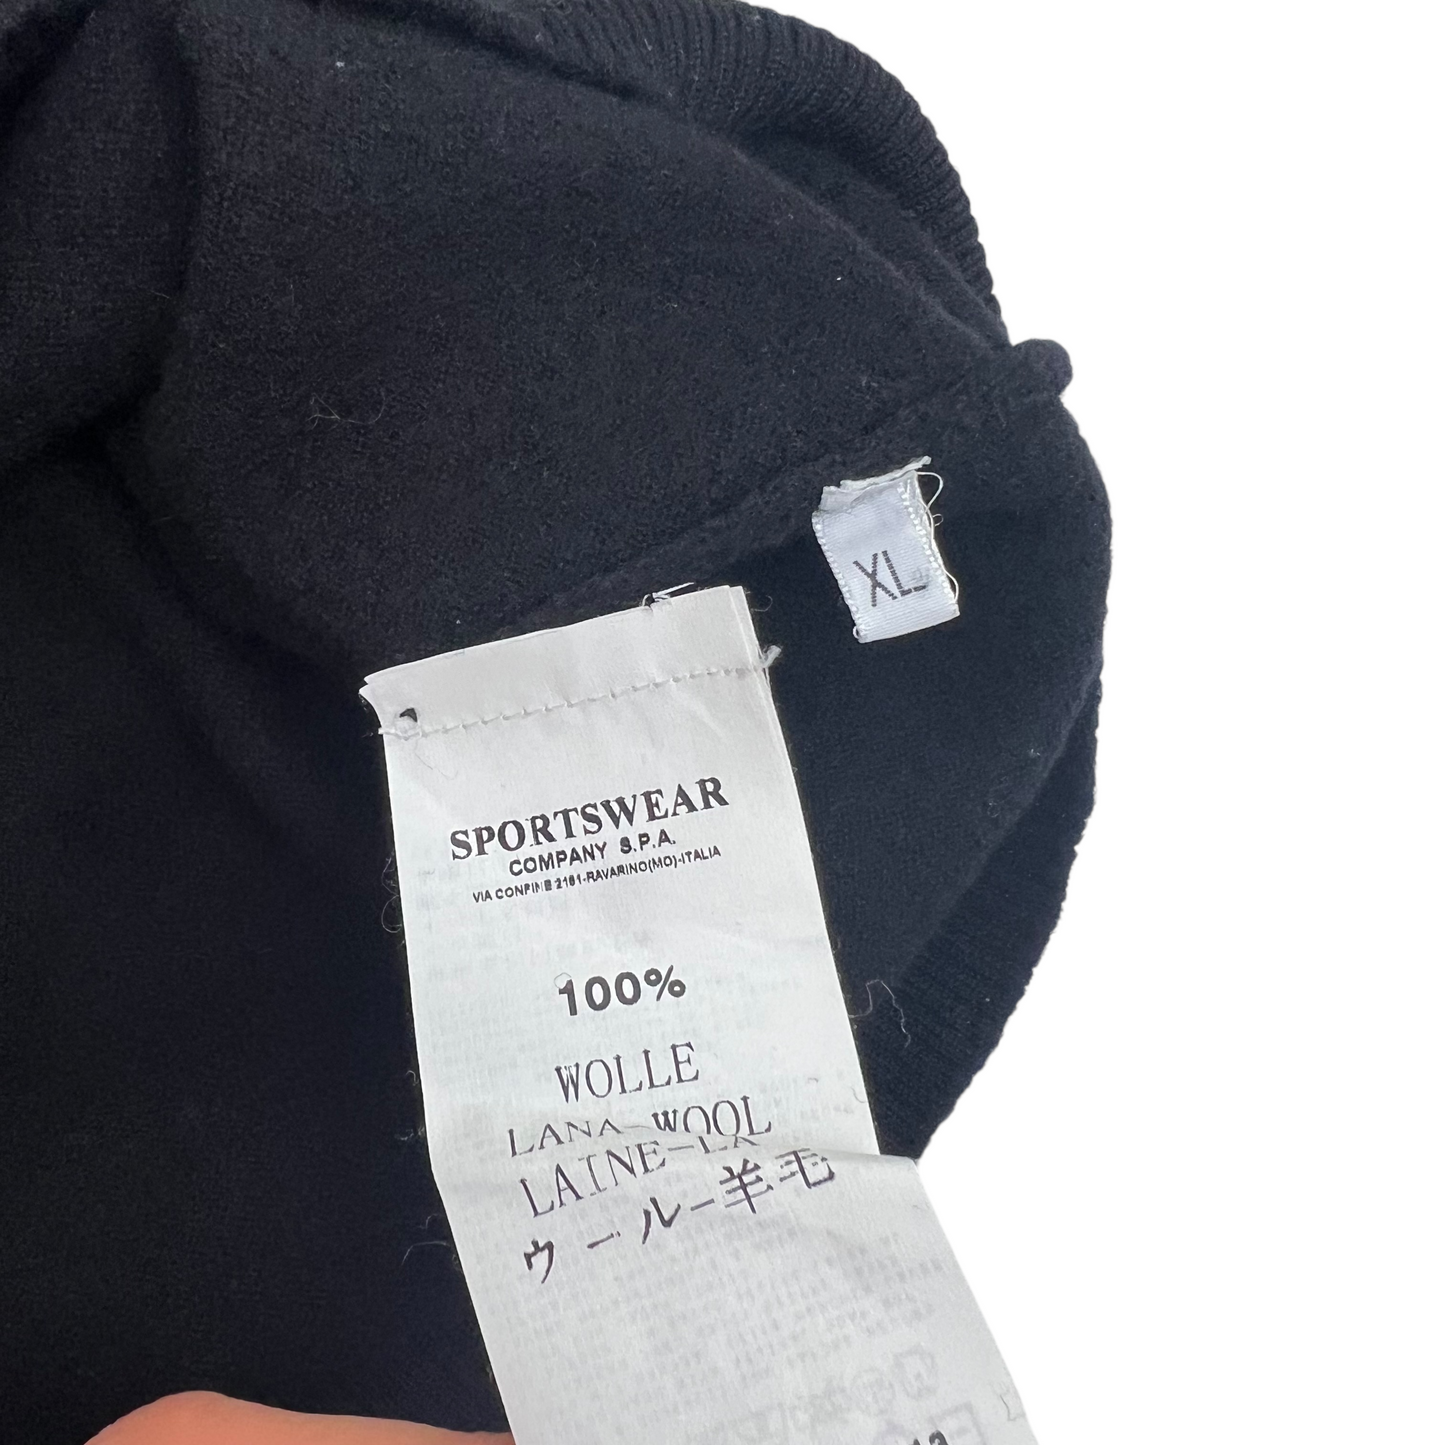 XL
SPORTSWEAR
COMPANY S.P.A.
VIA CONFINE 2161-RAVARINO(MO)-ITALIA
100%
WOLLE
LANA-WOOL
LAINE-LA
ウール-羊毛